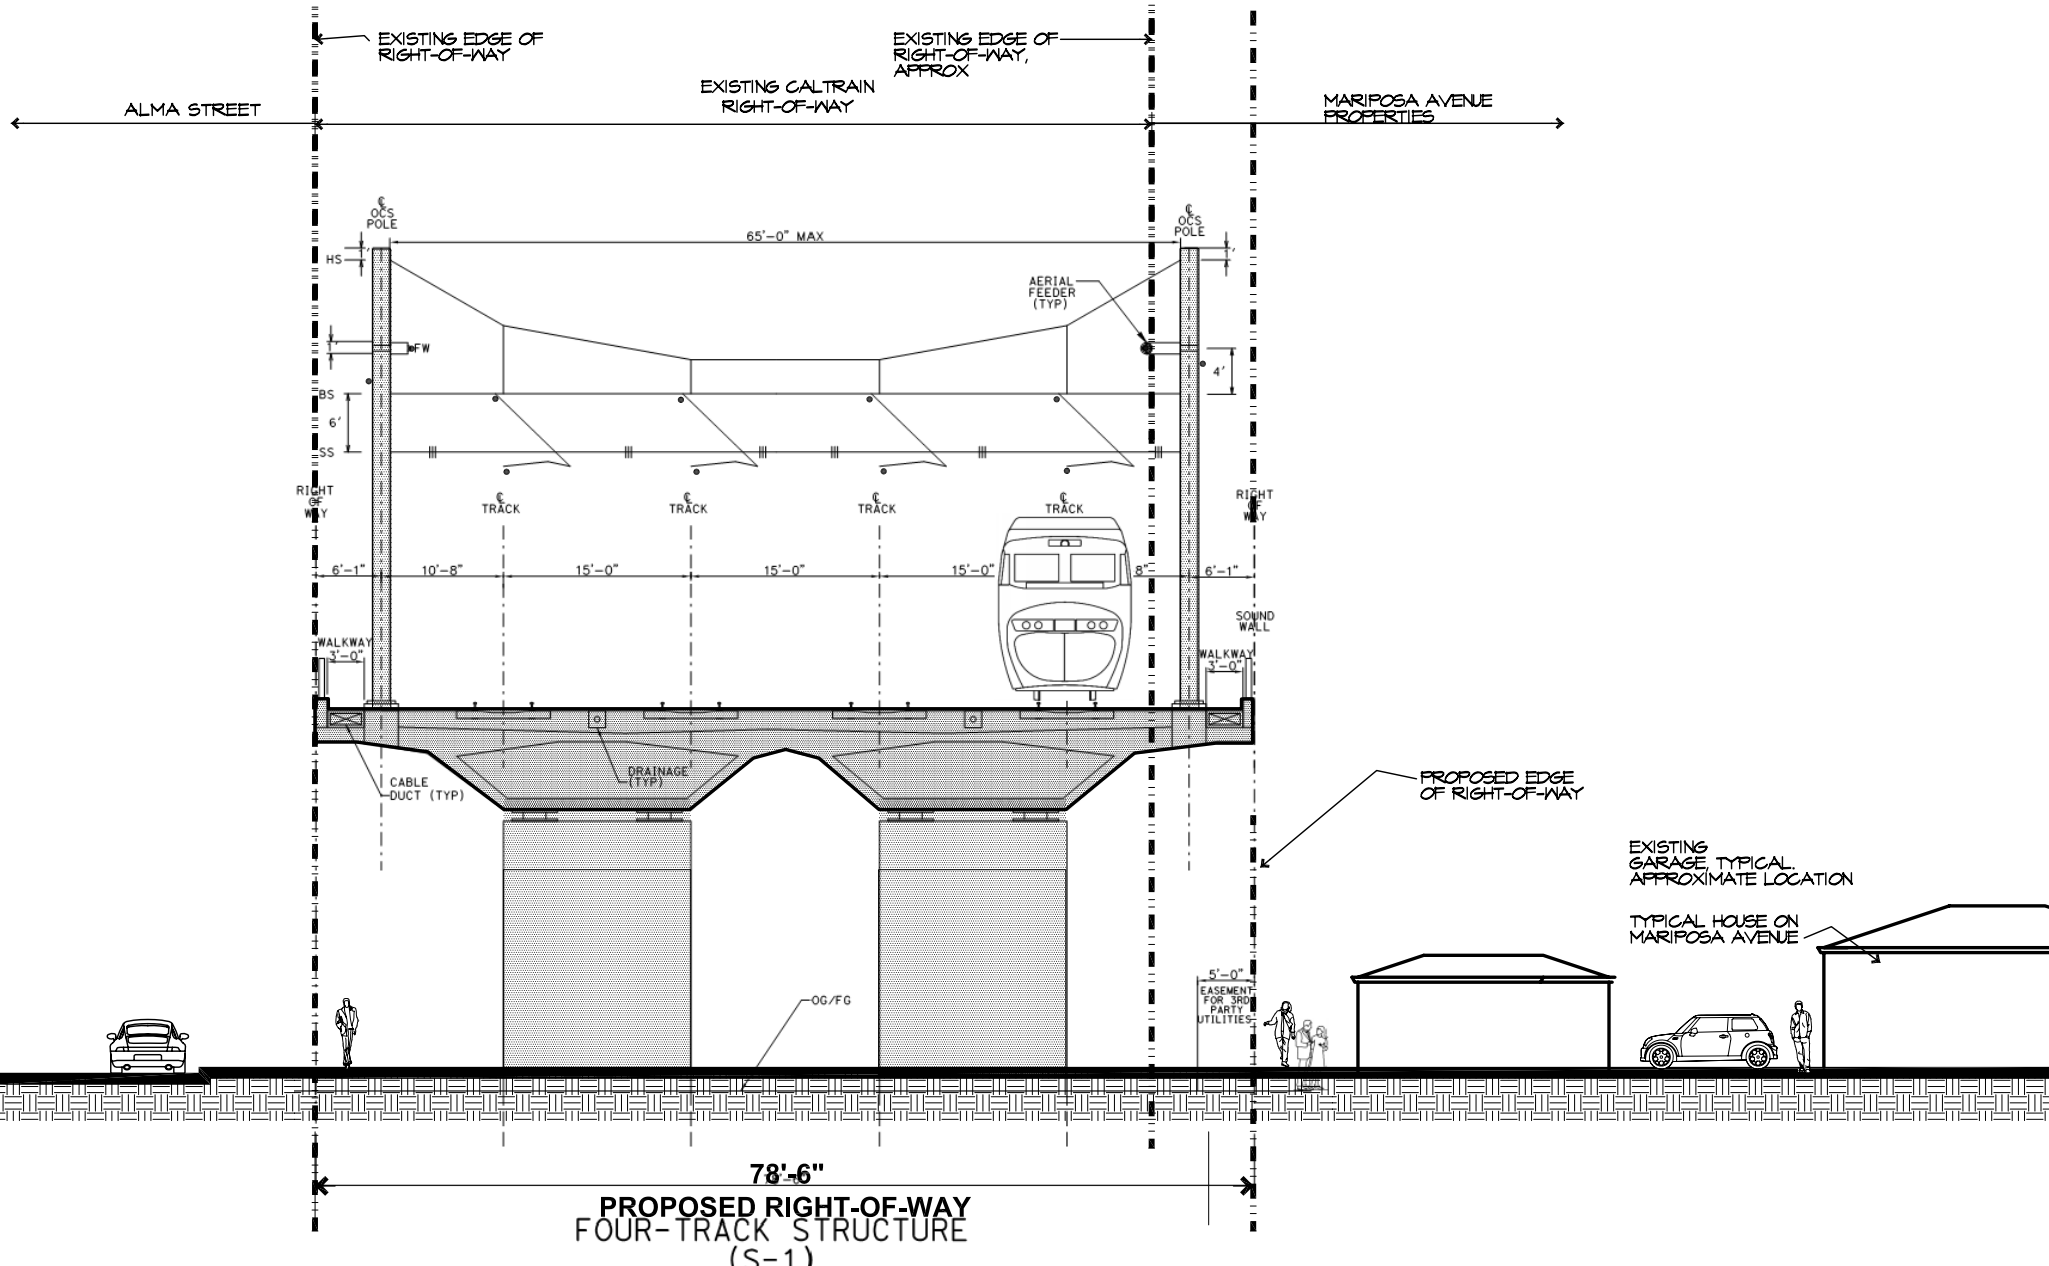 EXISTING EDGE OF
RIGHT-OF-WAY
EXISTING EDGE OF
RIGHT-OF-WAY,
APPROX
EXISTING CALTRAIN
RIGHT-OF-WAY
ALMA STREET
MARIPOSA AVENUE
PROPERTIES
℄
OCS
POLE
℄
OCS
POLE
65'-0" MAX
HS
1'
1'
AERIAL
FEEDER
(TYP)
1'
FW
4'
BS
6'
SS
RIGHT
OF
WAY
℄
TRACK
℄
TRACK
℄
TRACK
℄
TRACK
RIGHT
OF
WAY
6'-1"
10'-8"
15'-0"
15'-0"
15'-0"
8"
6'-1"
SOUND
WALL
WALKWAY
3'-0"
WALKWAY
3'-0"
CABLE
DUCT (TYP)
DRAINAGE
(TYP)
PROPOSED EDGE
OF RIGHT-OF-WAY
EXISTING
GARAGE, TYPICAL.
APPROXIMATE LOCATION
TYPICAL HOUSE ON
MARIPOSA AVENUE
5'-0"
EASEMENT
FOR 3RD
PARTY
UTILITIES
OG/FG
78'-6"
PROPOSED RIGHT-OF-WAY
FOUR-TRACK STRUCTURE
(S-1)